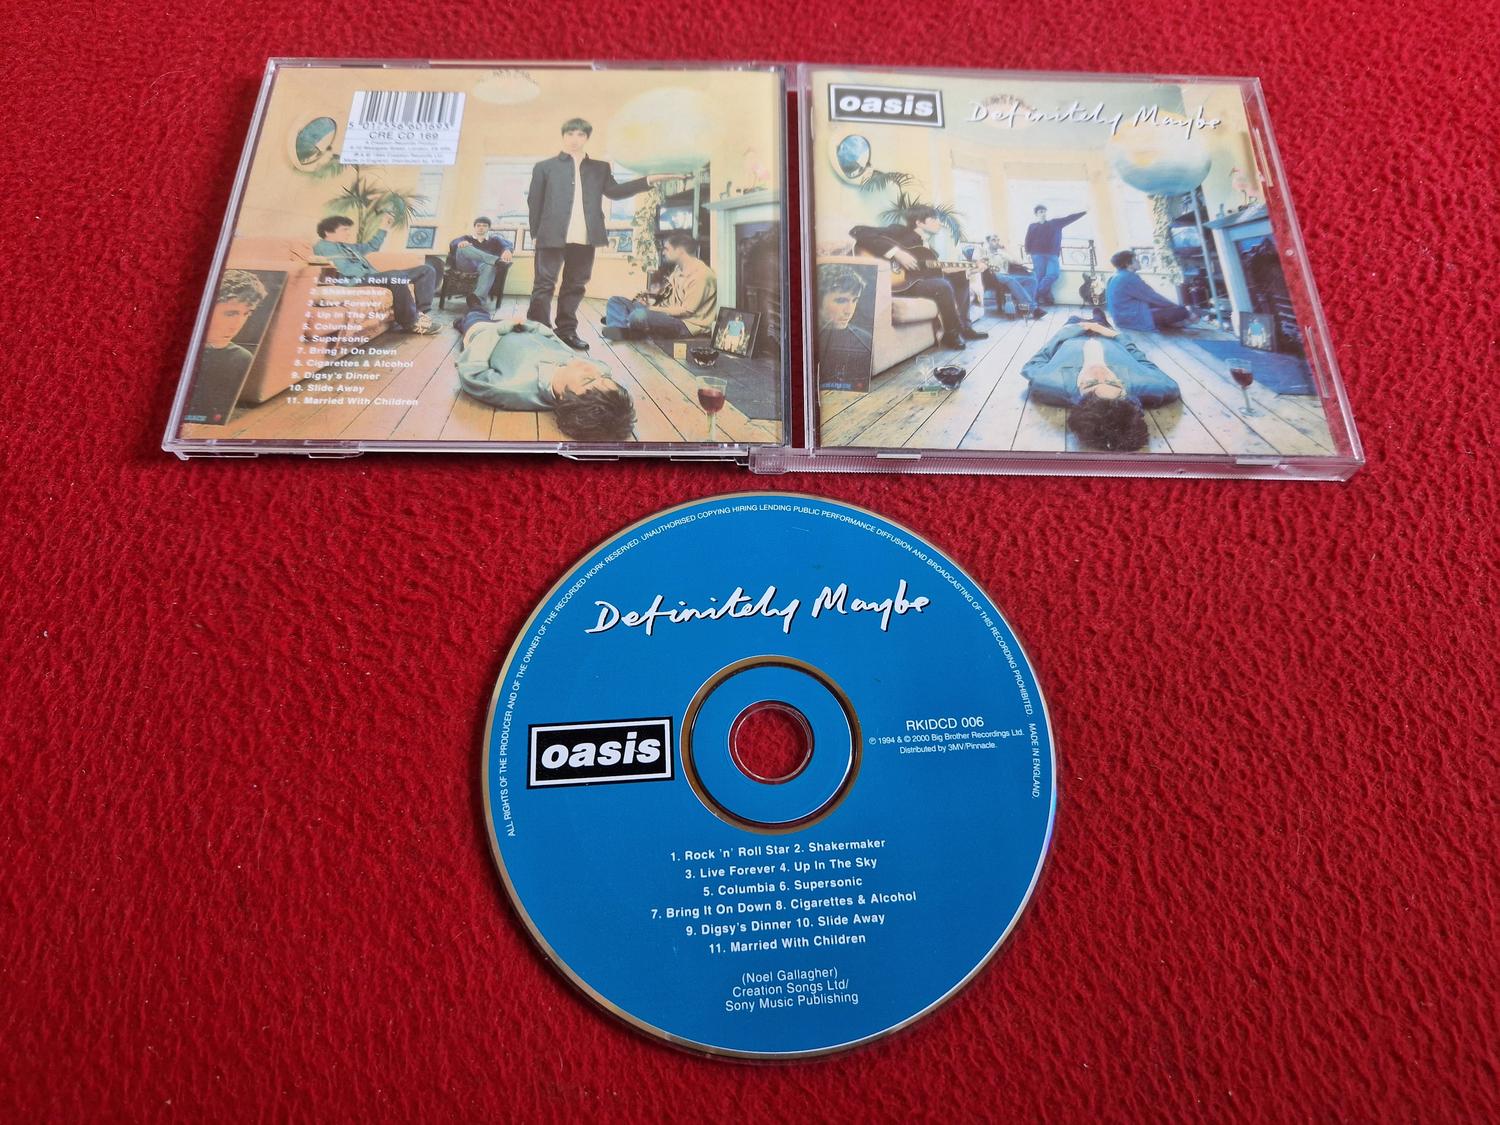 5 017556 601693
CRE CD 169
A Creation Records Product
1. Rock 'n' Roll Star
2. Shakermaker
3. Live Forever
4. Up In The Sky
5. Columbia
6. Supersonic
7. Bring It On Down
8. Cigarettes & Alcohol
9. Digsy's Dinner
10. Slide Away
11. Married With Children
oasis
Definitely Maybe
ALL RIGHTS OF THE PRODUCER AND OF THE OWNER OF THE RECORDED WORK RESERVED. UNAUTHORISED COPYING HIRING LENDING PUBLIC PERFORMANCE DIFFUSION AND BROADCASTING OF THIS RECORDING PROHIBITED. MADE IN ENGLAND.
Definitely Maybe
oasis
RKIDCD 006
℗ 1994 & © 2000 Big Brother Recordings Ltd.
Distributed by 3MV/Pinnacle.
1. Rock 'n' Roll Star 2. Shakermaker
3. Live Forever 4. Up In The Sky
5. Columbia 6. Supersonic
7. Bring It On Down 8. Cigarettes & Alcohol
9. Digsy's Dinner 10. Slide Away
11. Married With Children
(Noel Gallagher)
Creation Songs Ltd/
Sony Music Publishing